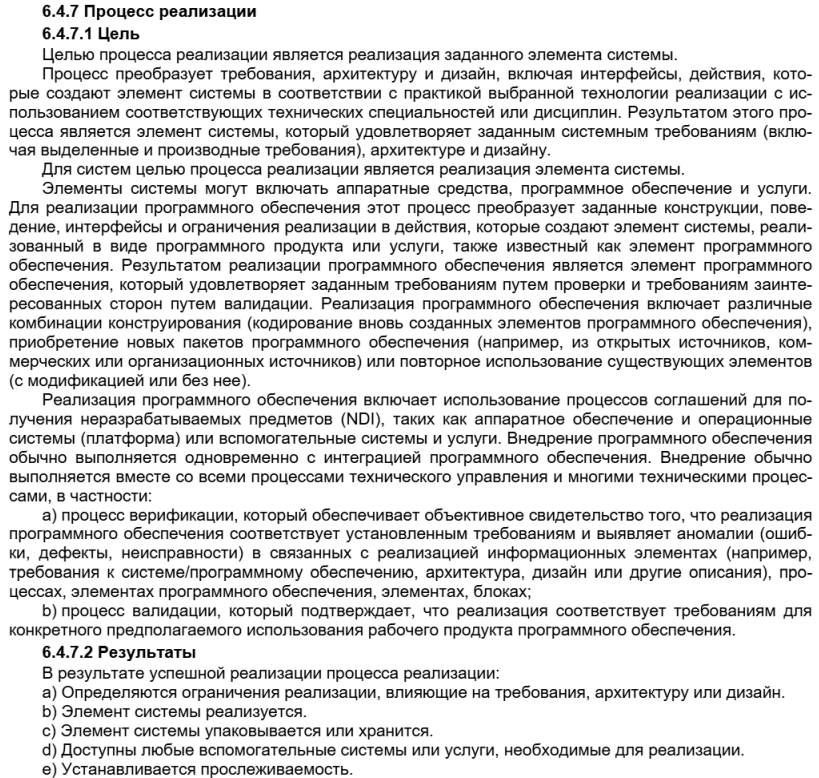 6.4.7 Процесс реализации
6.4.7.1 Цель
Целью процесса реализации является реализация заданного элемента системы.
Процесс преобразует требования, архитектуру и дизайн, включая интерфейсы, действия, кото-
рые создают элемент системы в соответствии с практикой выбранной технологии реализации с ис-
пользованием соответствующих технических специальностей или дисциплин. Результатом этого про-
цесса является элемент системы, который удовлетворяет заданным системным требованиям (вклю-
чая выделенные и производные требования), архитектуре и дизайну.
Для систем целью процесса реализации является реализация элемента системы.
Элементы системы могут включать аппаратные средства, программное обеспечение и услуги.
Для реализации программного обеспечения этот процесс преобразует заданные конструкции, пове-
дение, интерфейсы и ограничения реализации в действия, которые создают элемент системы, реали-
зованный в виде программного продукта или услуги, также известный как элемент программного
обеспечения. Результатом реализации программного обеспечения является элемент программного
обеспечения, который удовлетворяет заданным требованиям путем проверки и требованиям заинте-
ресованных сторон путем валидации. Реализация программного обеспечения включает различные
комбинации конструирования (кодирование вновь созданных элементов программного обеспечения),
приобретение новых пакетов программного обеспечения (например, из открытых источников, ком-
мерческих или организационных источников) или повторное использование существующих элементов
(с модификацией или без нее).
Реализация программного обеспечения включает использование процессов соглашений для по-
лучения неразрабатываемых предметов (NDI), таких как аппаратное обеспечение и операционные
системы (платформа) или вспомогательные системы и услуги. Внедрение программного обеспечения
обычно выполняется одновременно с интеграцией программного обеспечения. Внедрение обычно
выполняется вместе со всеми процессами технического управления и многими техническими процес-
сами, в частности:
a) процесс верификации, который обеспечивает объективное свидетельство того, что реализация
программного обеспечения соответствует установленным требованиям и выявляет аномалии (ошиб-
ки, дефекты, неисправности) в связанных с реализацией информационных элементах (например,
требования к системе/программному обеспечению, архитектура, дизайн или другие описания), про-
цессах, элементах программного обеспечения, элементах, блоках;
b) процесс валидации, который подтверждает, что реализация соответствует требованиям для
конкретного предполагаемого использования рабочего продукта программного обеспечения.
6.4.7.2 Результаты
В результате успешной реализации процесса реализации:
a) Определяются ограничения реализации, влияющие на требования, архитектуру или дизайн.
b) Элемент системы реализуется.
c) Элемент системы упаковывается или хранится.
d) Доступны любые вспомогательные системы или услуги, необходимые для реализации.
e) Устанавливается прослеживаемость.